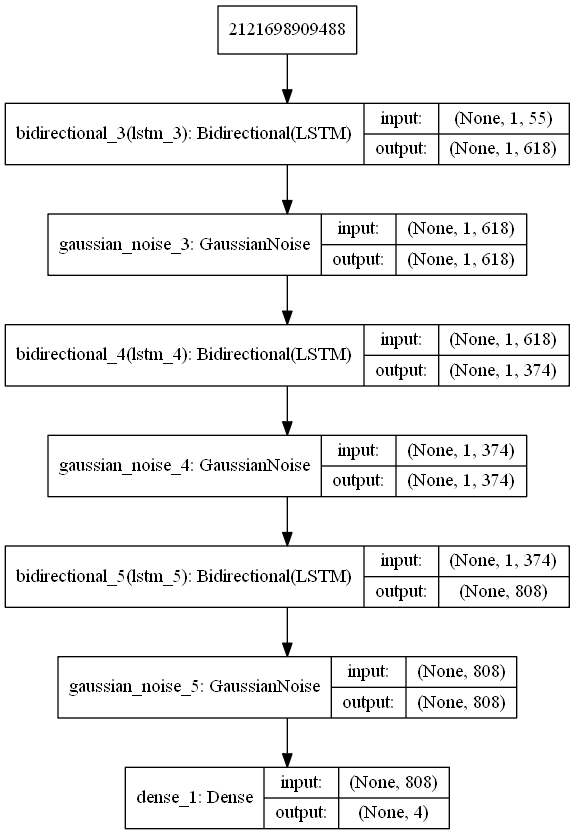 2121698909488
bidirectional_3(lstm_3): Bidirectional(LSTM)
input: (None, 1, 55)
output: (None, 1, 618)
gaussian_noise_3: GaussianNoise
input: (None, 1, 618)
output: (None, 1, 618)
bidirectional_4(lstm_4): Bidirectional(LSTM)
input: (None, 1, 618)
output: (None, 1, 374)
gaussian_noise_4: GaussianNoise
input: (None, 1, 374)
output: (None, 1, 374)
bidirectional_5(lstm_5): Bidirectional(LSTM)
input: (None, 1, 374)
output: (None, 808)
gaussian_noise_5: GaussianNoise
input: (None, 808)
output: (None, 808)
dense_1: Dense
input: (None, 808)
output: (None, 4)